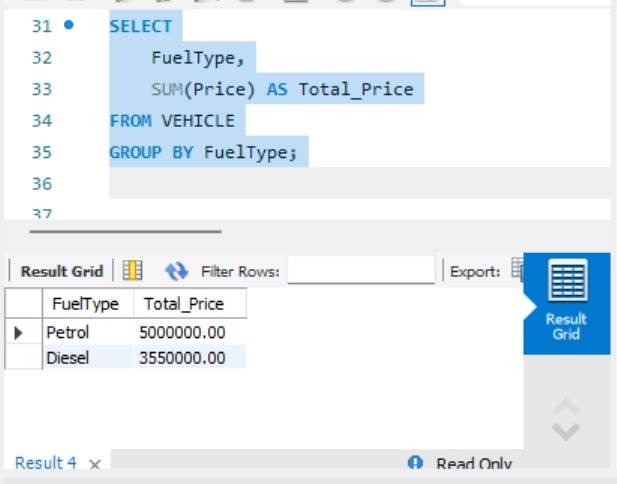 31 SELECT
32 FuelType,
33 SUM(Price) AS Total_Price
34 FROM VEHICLE
35 GROUP BY FuelType;
36
37
Result Grid Filter Rows: Export:
FuelType Total_Price
Petrol 5000000.00
Diesel 3550000.00
Result
Grid
Result 4 × Read Only